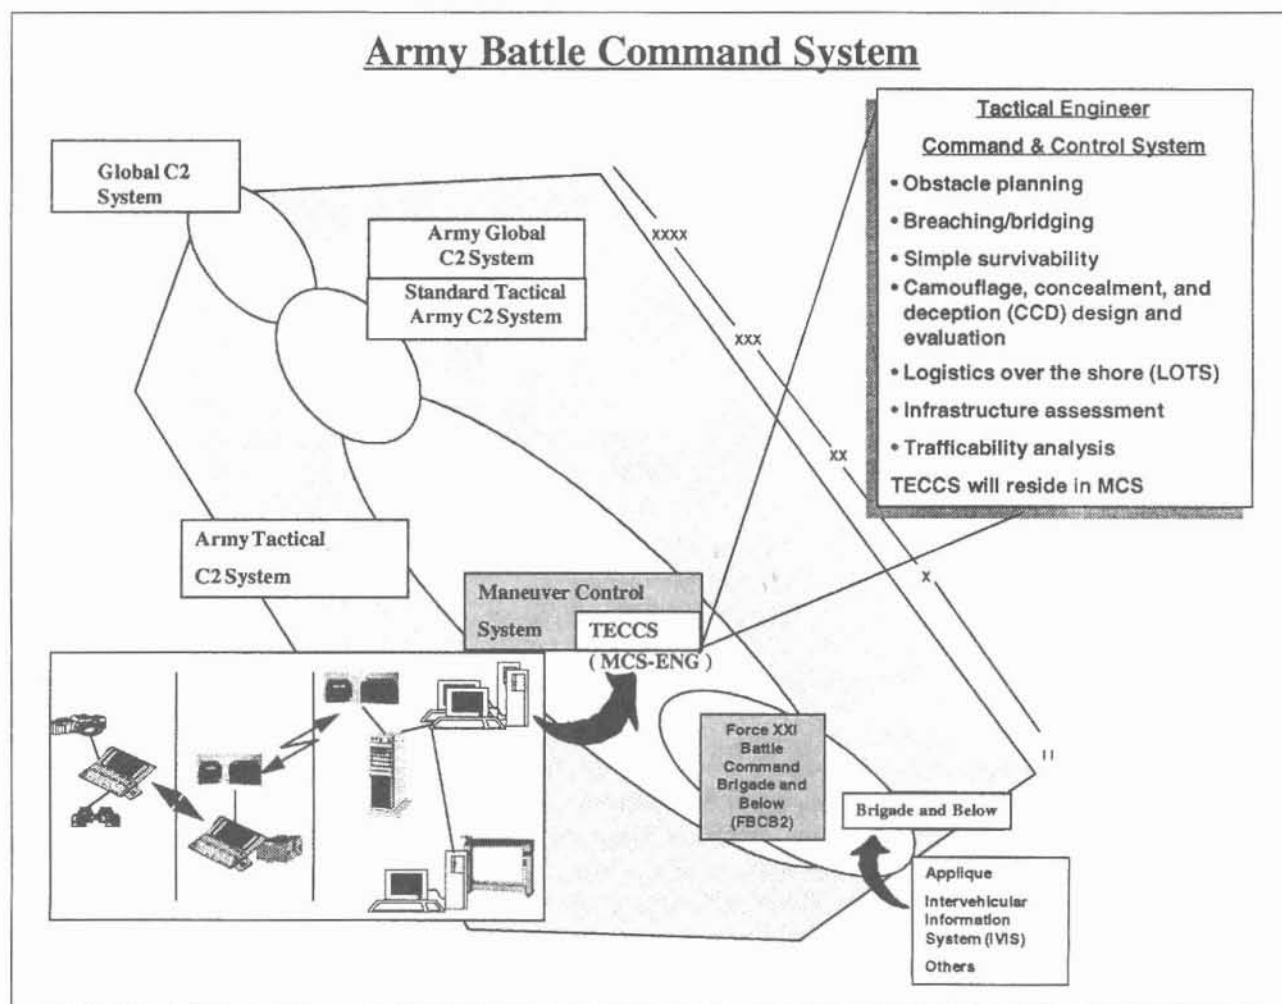 Army Battle Command System
Global C2
System
Army Global
C2 System
Standard Tactical
Army C2 System
Army Tactical
C2 System
Maneuver Control
System
TECCS
( MCS-ENG )
xxxx
xxx
xx
x
II
Tactical Engineer
Command & Control System
• Obstacle planning
• Breaching/bridging
• Simple survivability
• Camouflage, concealment, and
deception (CCD) design and
evaluation
• Logistics over the shore (LOTS)
• Infrastructure assessment
• Trafficability analysis
TECCS will reside in MCS
Force XXI
Battle
Command
Brigade and
Below
(FBCB2)
Brigade and Below
Applique
Intervehicular
Information
System (IVIS)
Others